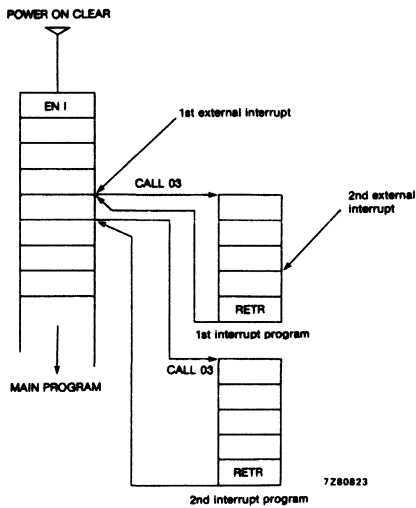 POWER ON CLEAR
EN I
1st external interrupt
CALL 03
2nd external
interrupt
RETR
1st interrupt program
MAIN PROGRAM
CALL 03
RETR
7Z80823
2nd interrupt program